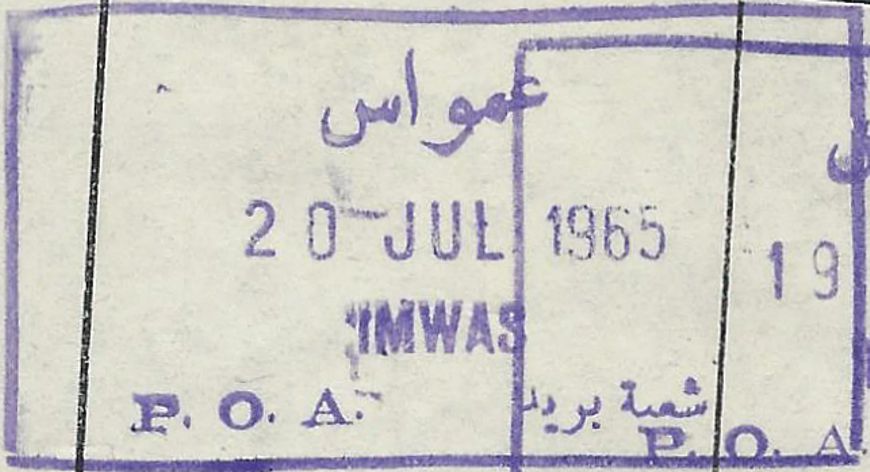 عمواس
20 JUL 1965
19
'IMWAS
P. O. A. شعبة بريد
P. O. A.